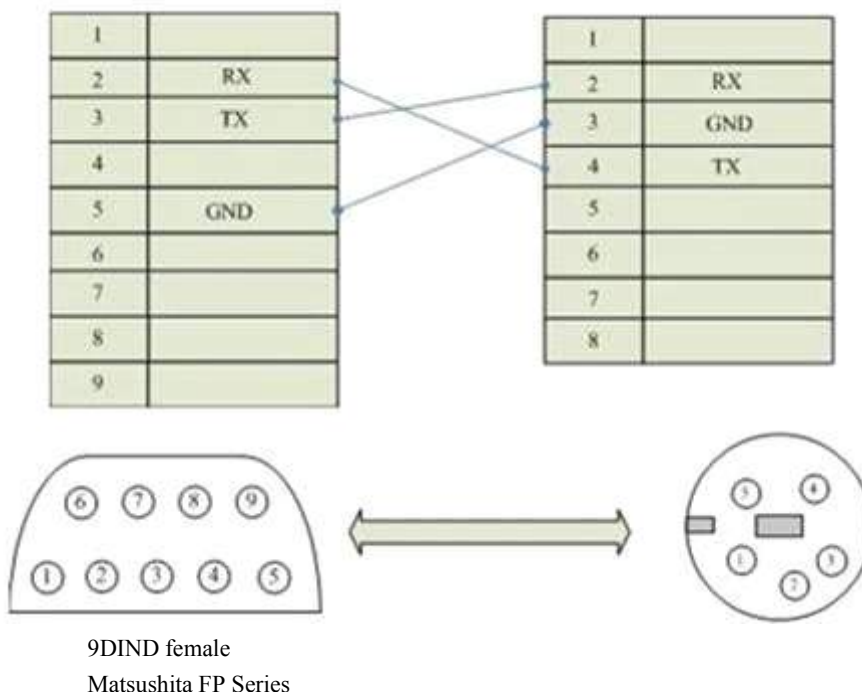 1
2 RX
3 TX
4
5 GND
6
7
8
9
1
2 RX
3 GND
4 TX
5
6
7
8
6 7 8 9
1 2 3 4 5
5 4
1 3
2
9DIND female
Matsushita FP Series